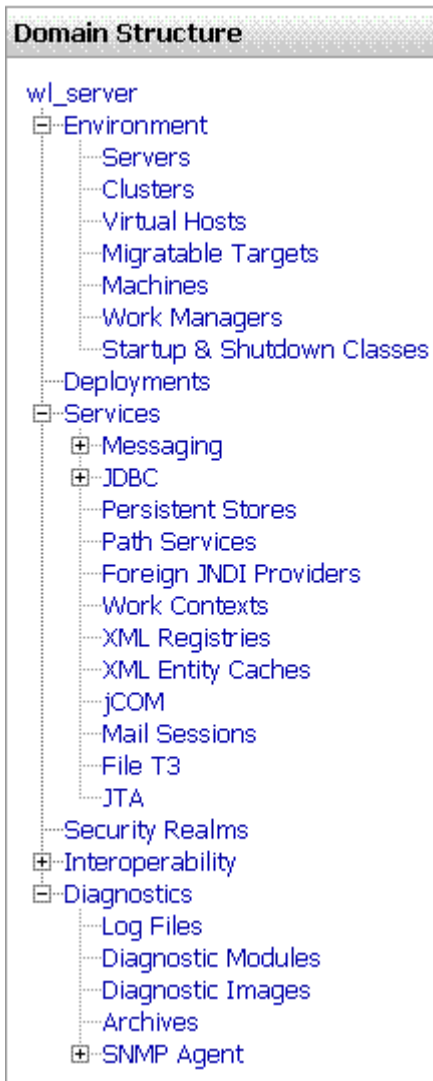 Domain Structure
wl_server
Environment
Servers
Clusters
Virtual Hosts
Migratable Targets
Machines
Work Managers
Startup & Shutdown Classes
Deployments
Services
Messaging
JDBC
Persistent Stores
Path Services
Foreign JNDI Providers
Work Contexts
XML Registries
XML Entity Caches
jCOM
Mail Sessions
File T3
JTA
Security Realms
Interoperability
Diagnostics
Log Files
Diagnostic Modules
Diagnostic Images
Archives
SNMP Agent